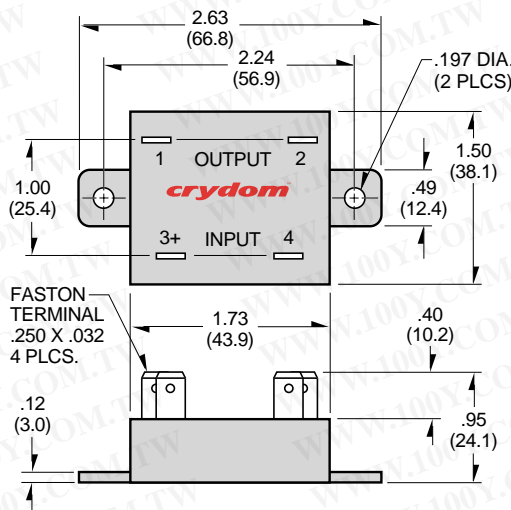 2.63
(66.8)
2.24
(56.9)
.197 DIA.
(2 PLCS)
1 OUTPUT 2
crydom
3+ INPUT 4
1.00
(25.4)
1.50
(38.1)
.49
(12.4)
FASTON
TERMINAL
.250 X .032
4 PLCS.
1.73
(43.9)
.40
(10.2)
.12
(3.0)
.95
(24.1)
WWW.100Y.COM.TW